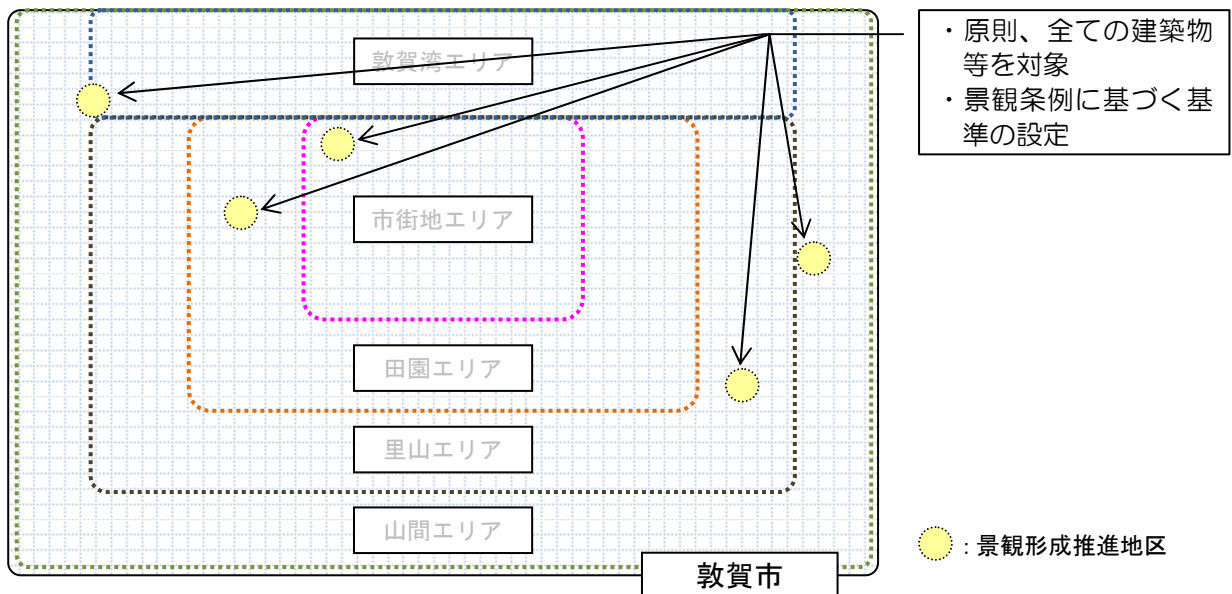 ・原則、全ての建築物
等を対象
・景観条例に基づく基
準の設定
敦賀湾エリア
市街地エリア
田園エリア
里山エリア
山間エリア
敦賀市
：景観形成推進地区